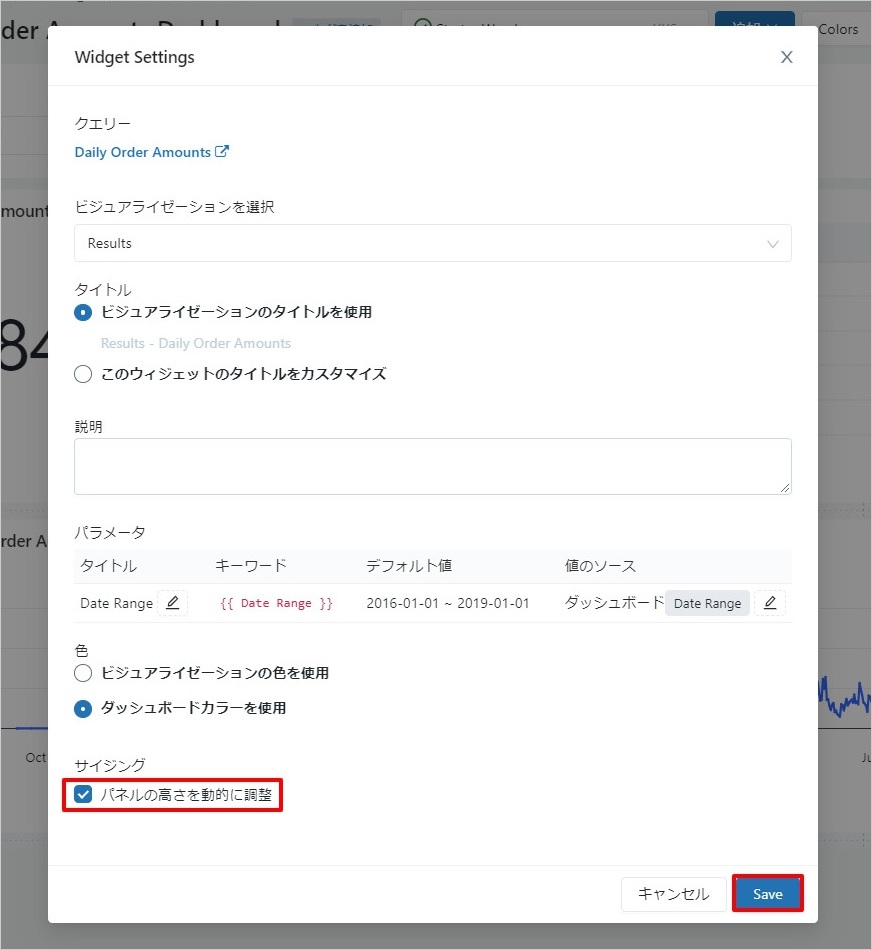 Widget Settings
クエリー
Daily Order Amounts
ビジュアライゼーションを選択
Results
タイトル
ビジュアライゼーションのタイトルを使用
Results - Daily Order Amounts
このウィジェットのタイトルをカスタマイズ
説明
パラメータ
タイトル キーワード デフォルト値 値のソース
Date Range {{ Date Range }} 2016-01-01 ~ 2019-01-01 ダッシュボード Date Range
色
ビジュアライゼーションの色を使用
ダッシュボードカラーを使用
サイジング
パネルの高さを動的に調整
キャンセル Save
Colors
mount
84
rder A
Oct